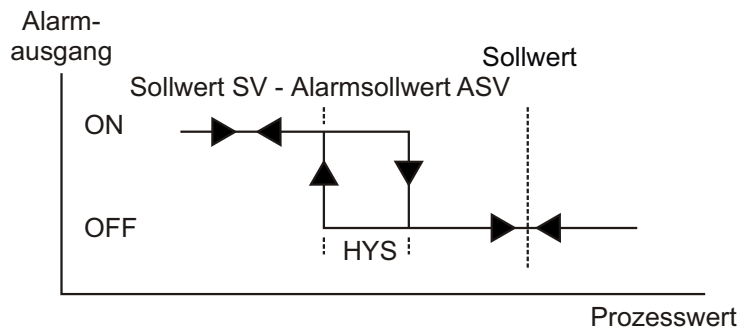 Alarm-
ausgang
Sollwert
Sollwert SV - Alarmsollwert ASV
ON
OFF
HYS
Prozesswert